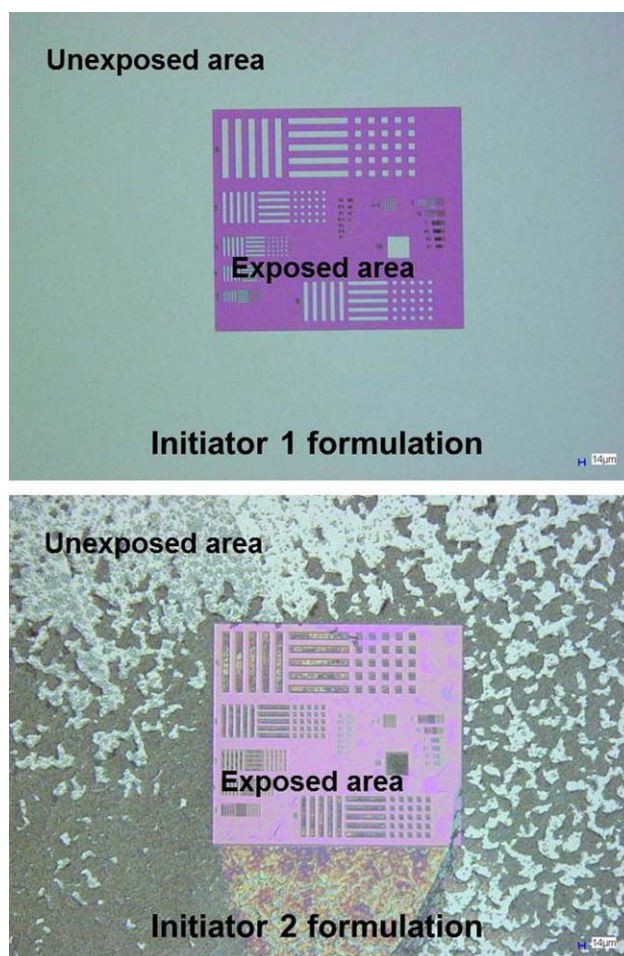 Unexposed area
Exposed area
Initiator 1 formulation
14µm
Unexposed area
Exposed area
Initiator 2 formulation
14µm